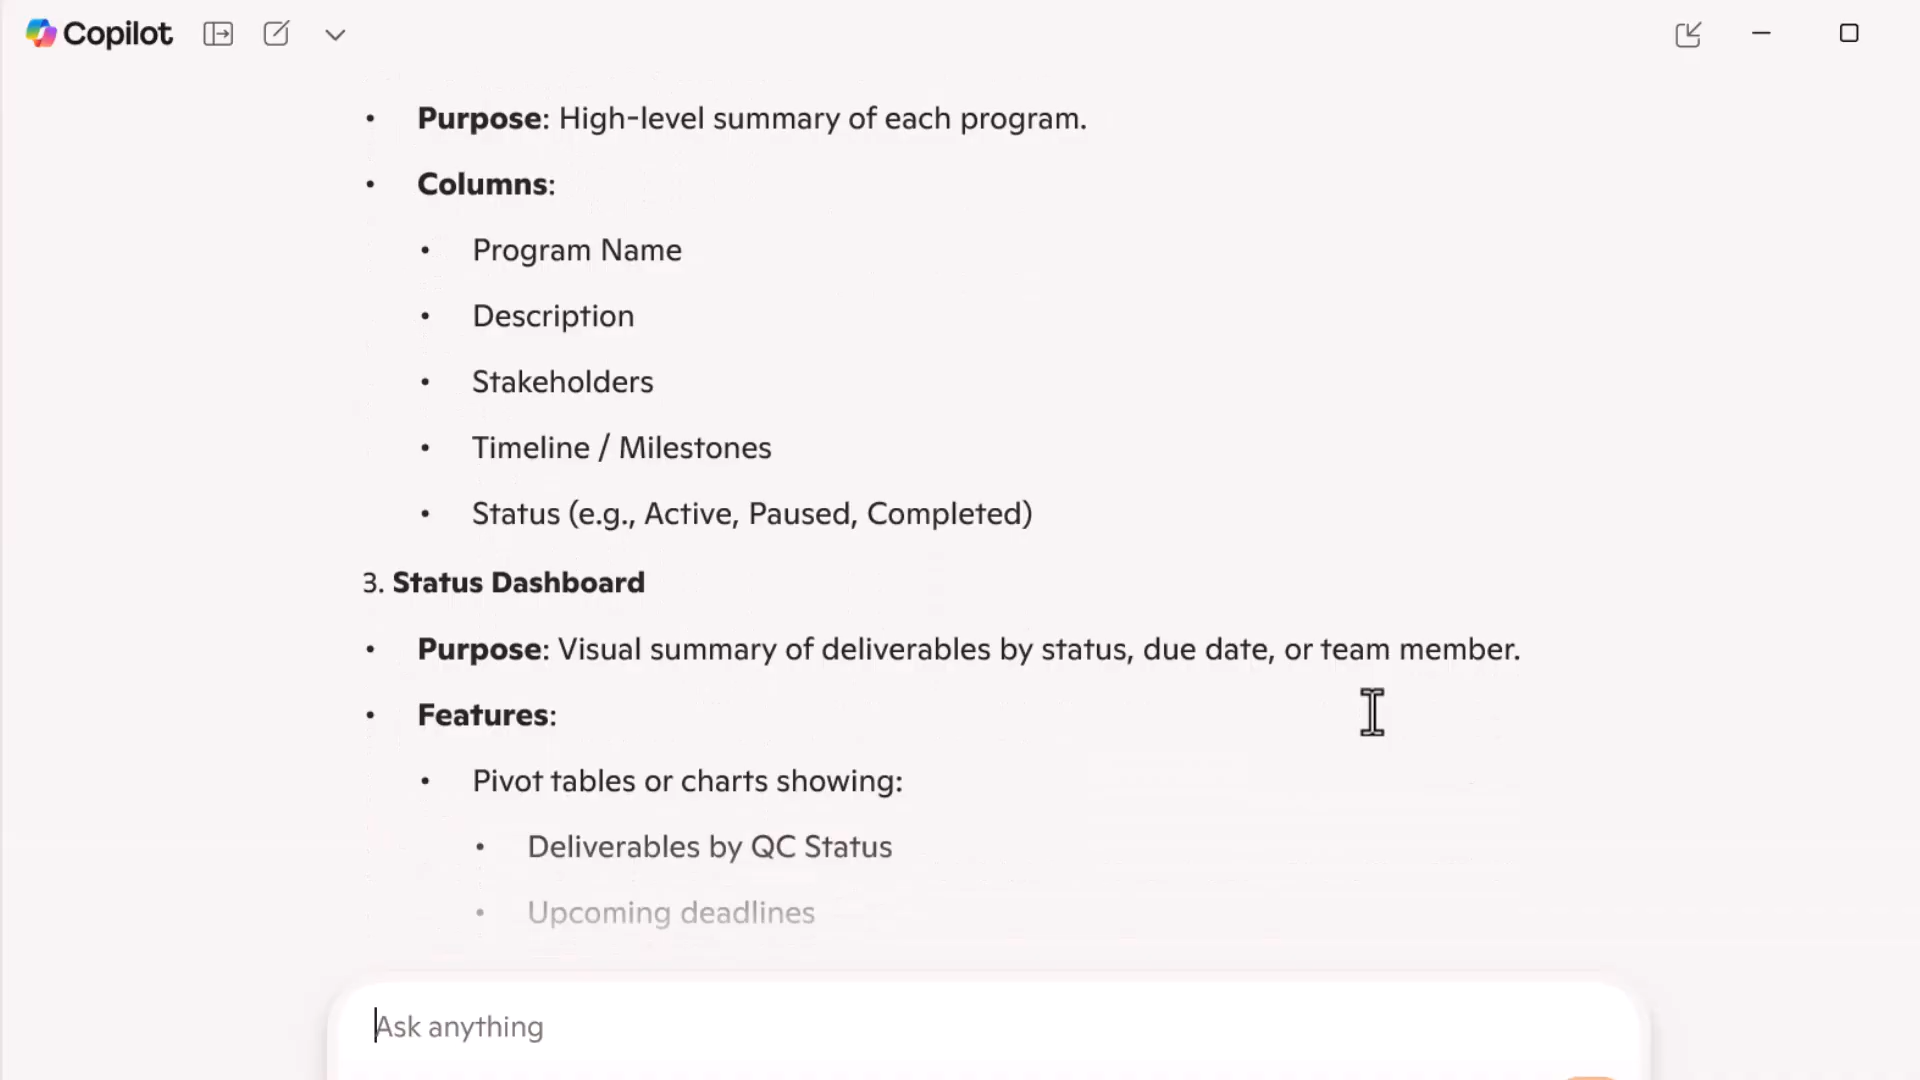 Copilot
• Purpose: High-level summary of each program.
• Columns:
• Program Name
• Description
• Stakeholders
• Timeline / Milestones
• Status (e.g., Active, Paused, Completed)
3. Status Dashboard
• Purpose: Visual summary of deliverables by status, due date, or team member.
• Features:
• Pivot tables or charts showing:
• Deliverables by QC Status
• Upcoming deadlines
Ask anything